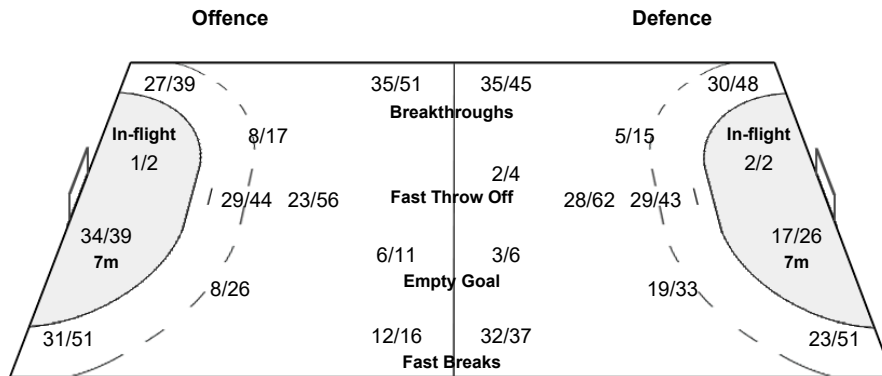 Offence Defence
27/39 35/51 35/45 30/48
Breakthroughs
In-flight 8/17 5/15 In-flight
1/2 2/4 2/2
29/44 23/56 Fast Throw Off 28/62 29/43
34/39 17/26
7m 6/11 3/6 7m
Empty Goal
8/26 19/33
31/51 12/16 32/37 23/51
Fast Breaks